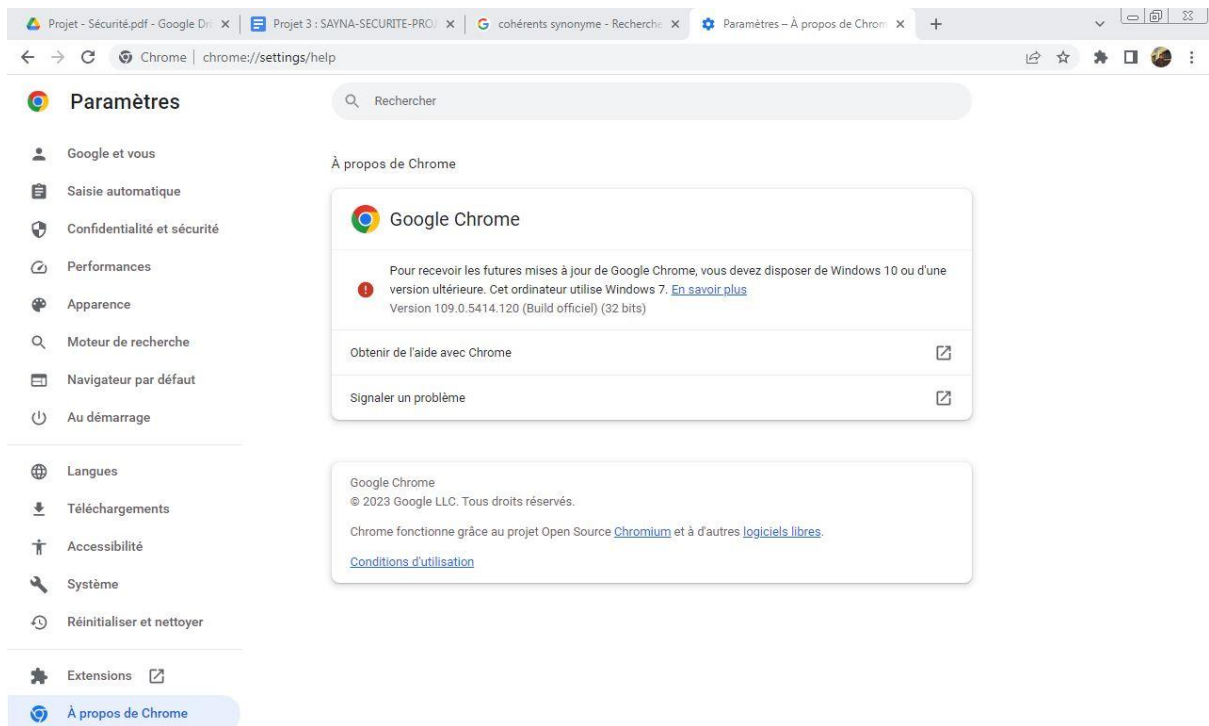 Projet - Sécurité.pdf - Google Dri
Projet 3 : SAYNA-SECURITE-PROJ
cohérents synonyme - Recherche
Paramètres – À propos de Chrom
Chrome | chrome://settings/help
Paramètres
Rechercher
Google et vous
Saisie automatique
Confidentialité et sécurité
Performances
Apparence
Moteur de recherche
Navigateur par défaut
Au démarrage
Langues
Téléchargements
Accessibilité
Système
Réinitialiser et nettoyer
Extensions
À propos de Chrome
À propos de Chrome
Google Chrome
Pour recevoir les futures mises à jour de Google Chrome, vous devez disposer de Windows 10 ou d'une
version ultérieure. Cet ordinateur utilise Windows 7. En savoir plus
Version 109.0.5414.120 (Build officiel) (32 bits)
Obtenir de l'aide avec Chrome
Signaler un problème
Google Chrome
© 2023 Google LLC. Tous droits réservés.
Chrome fonctionne grâce au projet Open Source Chromium et à d'autres logiciels libres.
Conditions d'utilisation